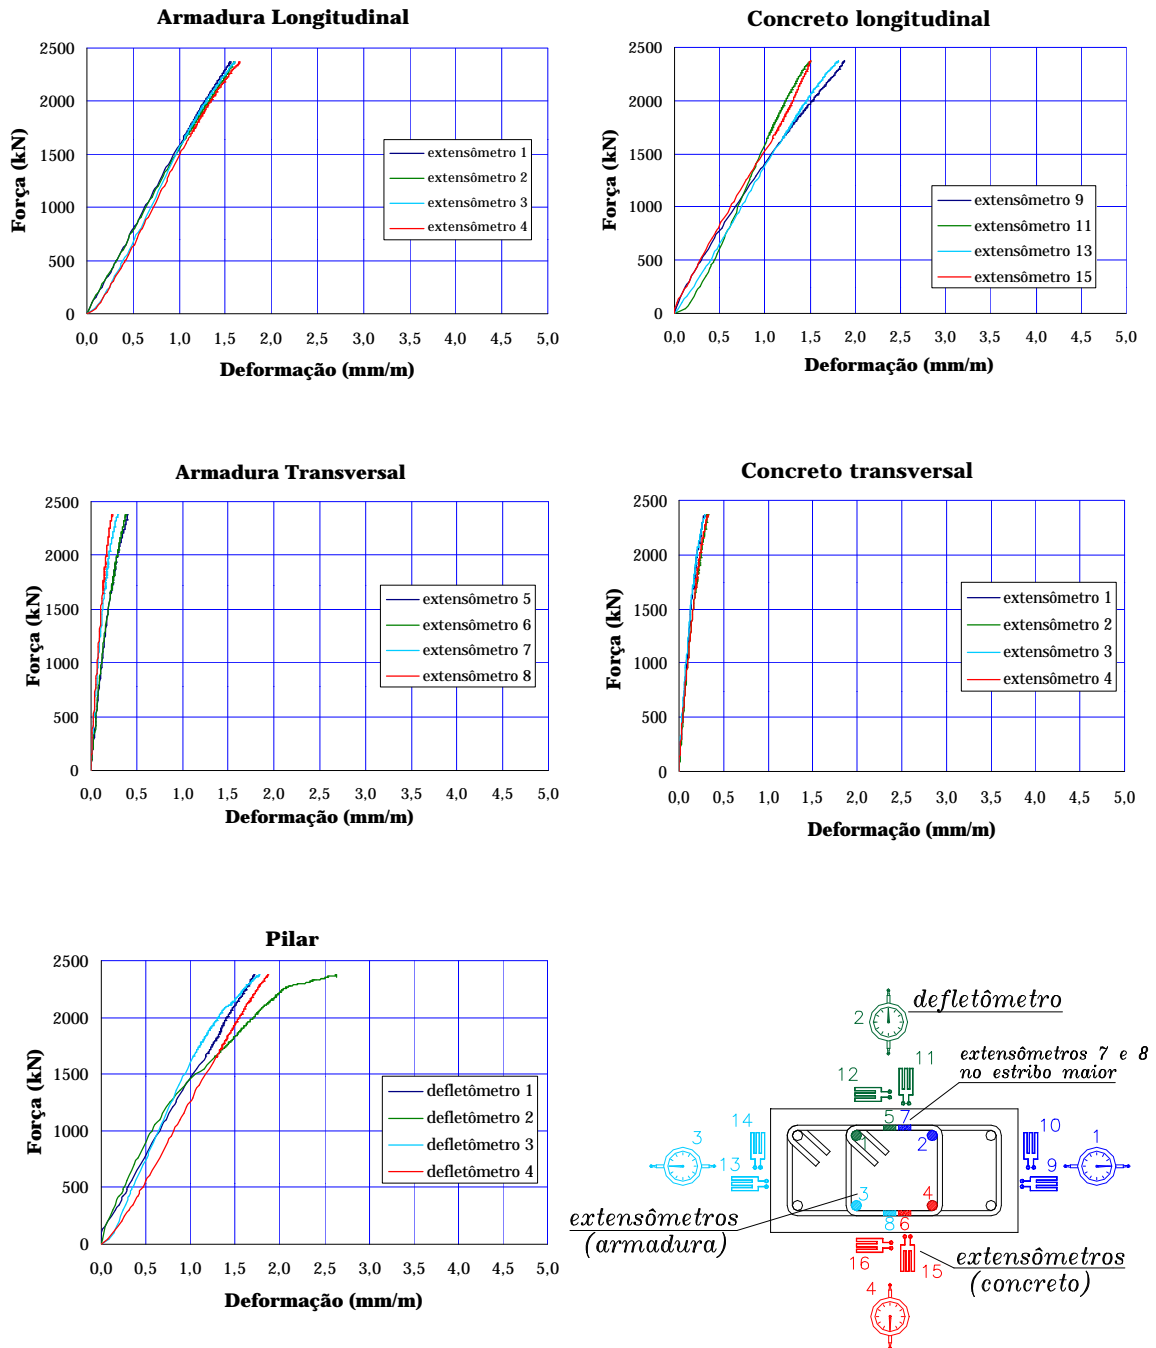 Armadura Longitudinal
2500
2000
1500
1000
500
0
Força (kN)
extensômetro 1
extensômetro 2
extensômetro 3
extensômetro 4
0,0 0,5 1,0 1,5 2,0 2,5 3,0 3,5 4,0 4,5 5,0
Deformação (mm/m)
Concreto longitudinal
2500
2000
1500
1000
500
0
Força (kN)
extensômetro 9
extensômetro 11
extensômetro 13
extensômetro 15
0,0 0,5 1,0 1,5 2,0 2,5 3,0 3,5 4,0 4,5 5,0
Deformação (mm/m)
Armadura Transversal
2500
2000
1500
1000
500
0
Força (kN)
extensômetro 5
extensômetro 6
extensômetro 7
extensômetro 8
0,0 0,5 1,0 1,5 2,0 2,5 3,0 3,5 4,0 4,5 5,0
Deformação (mm/m)
Concreto transversal
2500
2000
1500
1000
500
0
Força (kN)
extensômetro 1
extensômetro 2
extensômetro 3
extensômetro 4
0,0 0,5 1,0 1,5 2,0 2,5 3,0 3,5 4,0 4,5 5,0
Deformação (mm/m)
Pilar
2500
2000
1500
1000
500
0
Força (kN)
defletômetro 1
defletômetro 2
defletômetro 3
defletômetro 4
0,0 0,5 1,0 1,5 2,0 2,5 3,0 3,5 4,0 4,5 5,0
Deformação (mm/m)
defletômetro
2
11
extensômetros 7 e 8
no estribo maior
12
14
5 7
10
3
2
1
13
9
3
4
8 6
extensômetros
(armadura)
16
15
extensômetros
(concreto)
4